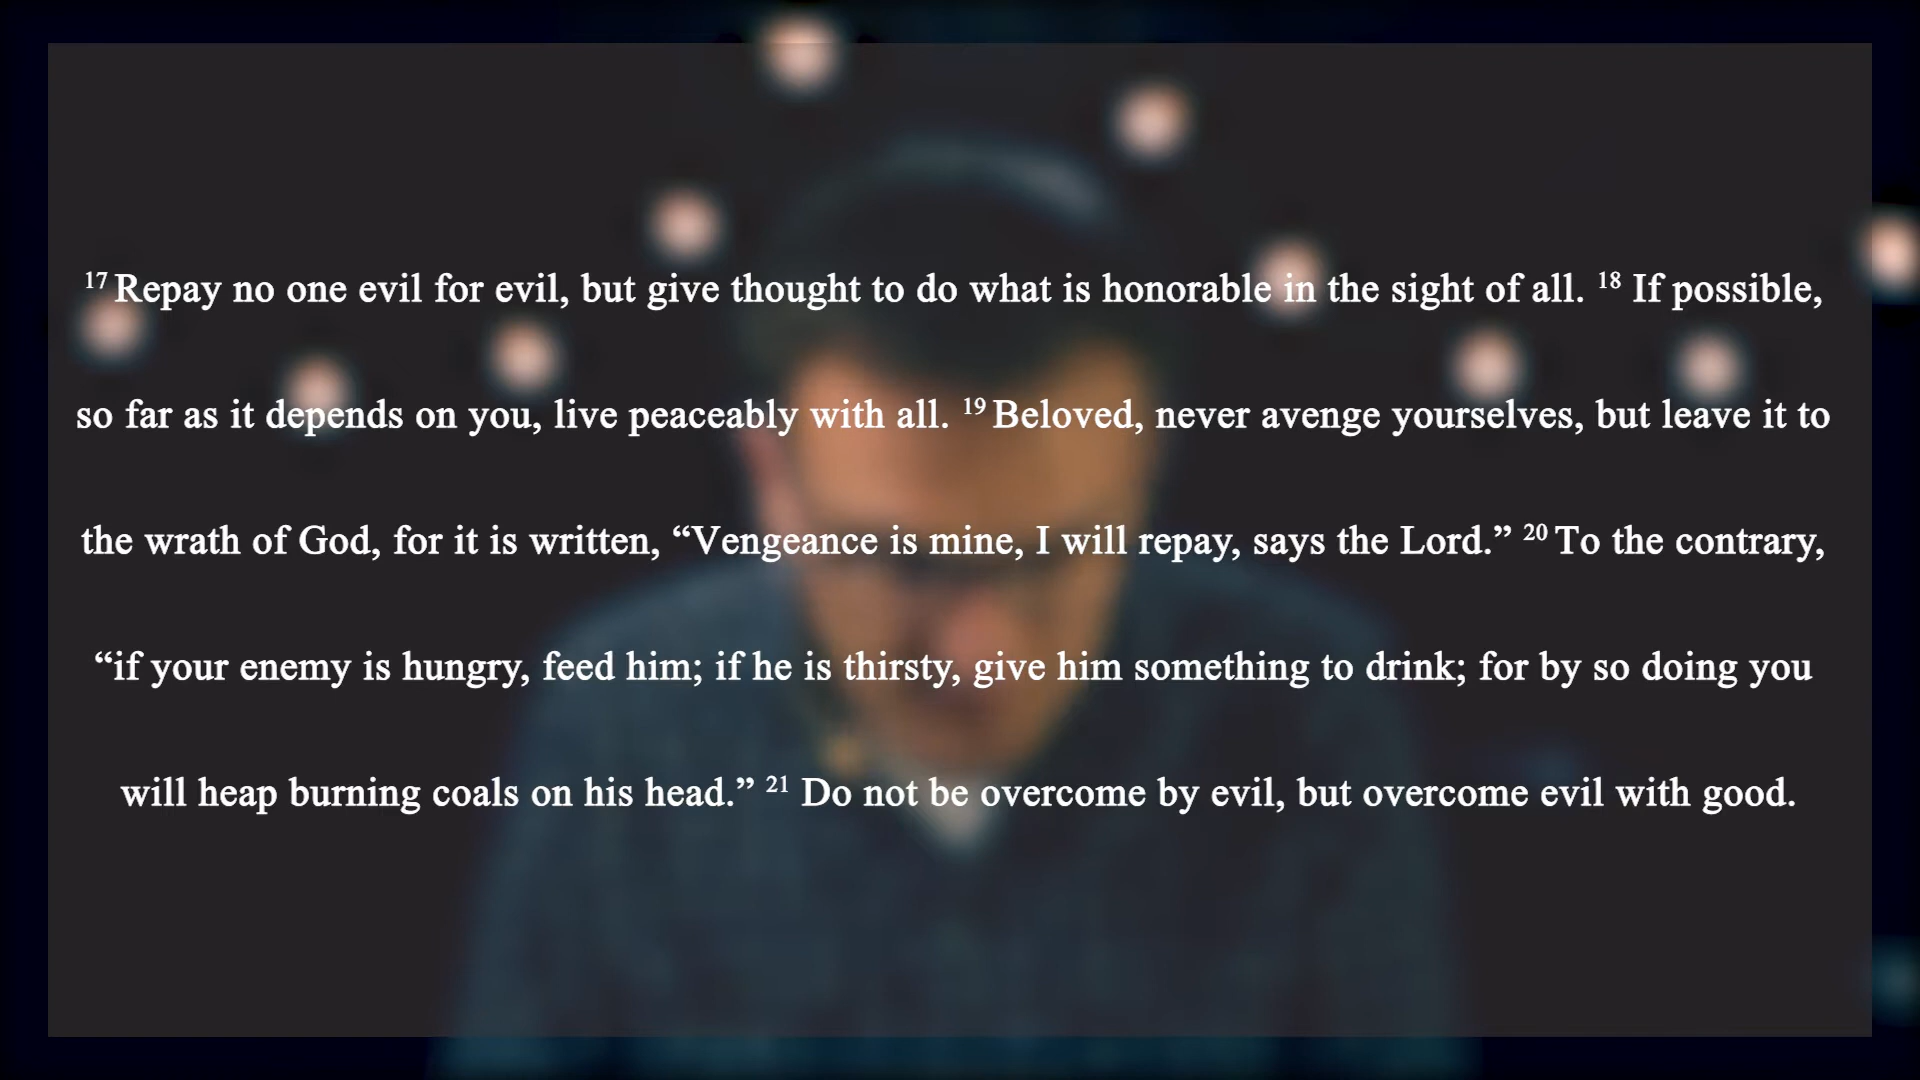 17 Repay no one evil for evil, but give thought to do what is honorable in the sight of all. 18 If possible,
so far as it depends on you, live peaceably with all. 19 Beloved, never avenge yourselves, but leave it to
the wrath of God, for it is written, “Vengeance is mine, I will repay, says the Lord.” 20 To the contrary,
“if your enemy is hungry, feed him; if he is thirsty, give him something to drink; for by so doing you
will heap burning coals on his head.” 21 Do not be overcome by evil, but overcome evil with good.